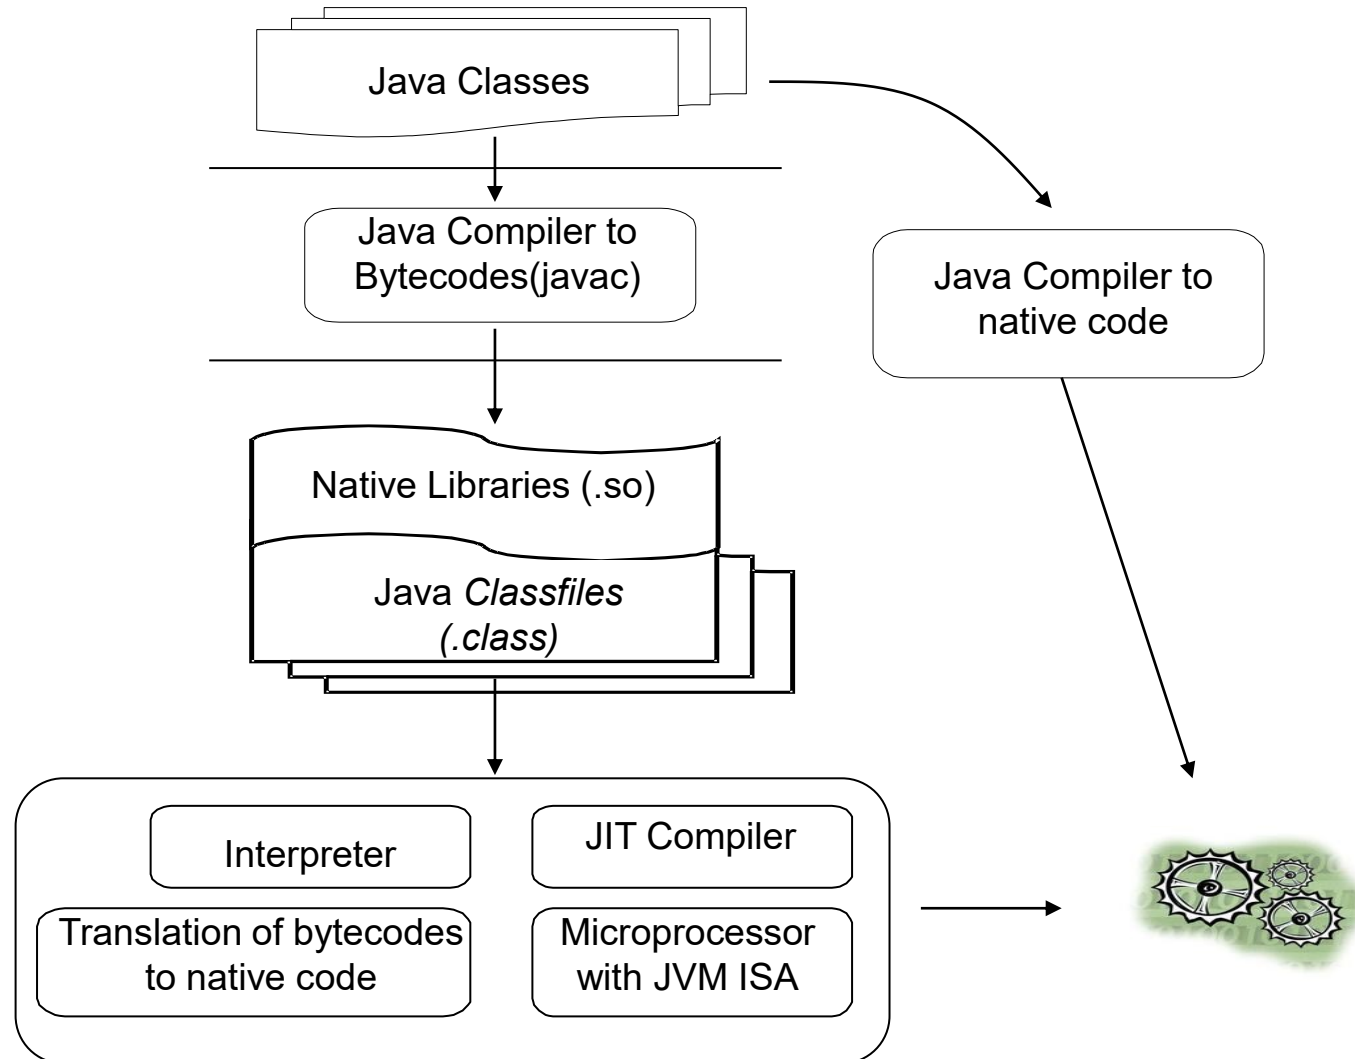 Java Classes
Java Compiler to
Bytecodes(javac)
Java Compiler to
native code
Native Libraries (.so)
Java Classfiles
(.class)
Interpreter
JIT Compiler
Translation of bytecodes
to native code
Microprocessor
with JVM ISA